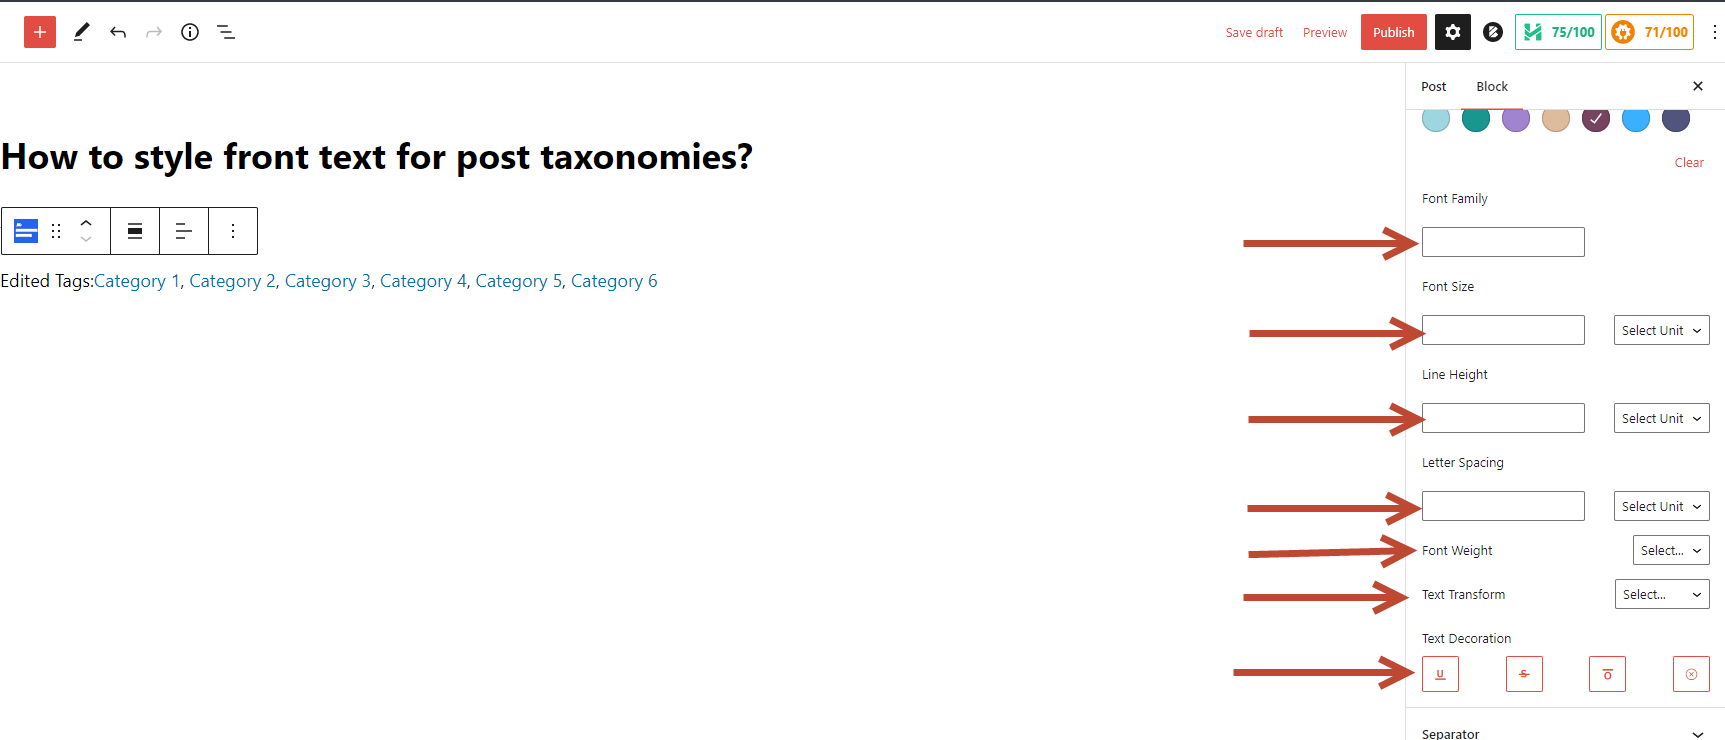 Save draft Preview Publish 75/100 71/100
Post Block
Clear
How to style front text for post taxonomies?
Edited Tags:Category 1, Category 2, Category 3, Category 4, Category 5, Category 6
Font Family
Font Size
Select Unit
Line Height
Select Unit
Letter Spacing
Select Unit
Font Weight Select...
Text Transform Select...
Text Decoration
U S O
Separator